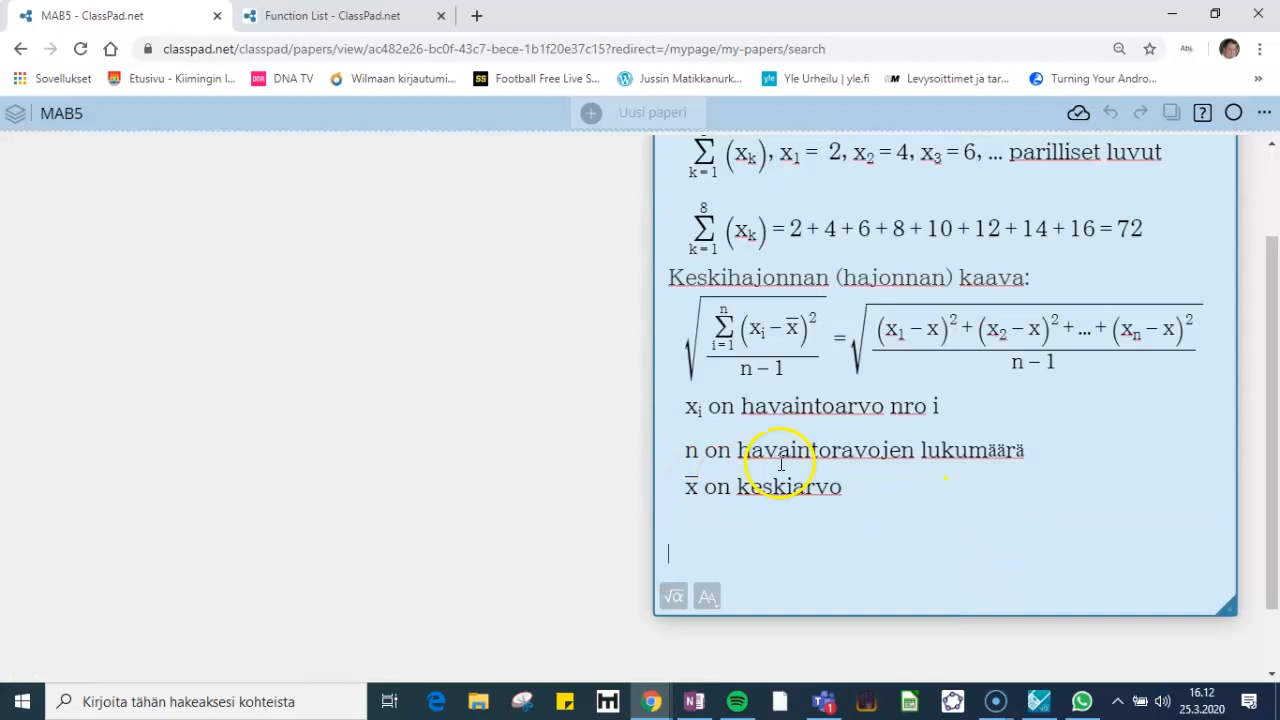 MAB5 - ClassPad.net
Function List - ClassPad.net
classpad.net/classpad/papers/view/ac482e26-bc0f-43c7-bece-1b1f20e37c15?redirect=/mypage/my-papers/search
Sovellukset
Etusivu - Kiimingin I...
DNA TV
Wilmaan kirjautumi...
Football Free Live S...
Jussin Matikkanurk...
Yle Urheilu | yle.fi
Levysoittimet ja tar...
Turning Your Andro...
MAB5
Uusi paperi
∑ k = 1 (xₖ), x₁ = 2, x₂ = 4, x₃ = 6, ... parilliset luvut
8 ∑ k = 1 (xₖ) = 2 + 4 + 6 + 8 + 10 + 12 + 14 + 16 = 72
Keskihajonnan (hajonnan) kaava:
√(∑ i = 1 n (xᵢ − x̅)² / n − 1) = √((x₁ − x)² + (x₂ − x)² + ... + (xₙ − x)² / n − 1)
xᵢ on havaintoarvo nro i
n on havaintoravojen lukumäärä
x̅ on keskiarvo
√α AA
Kirjoita tähän hakeaksesi kohteista
16.12
25.3.2020